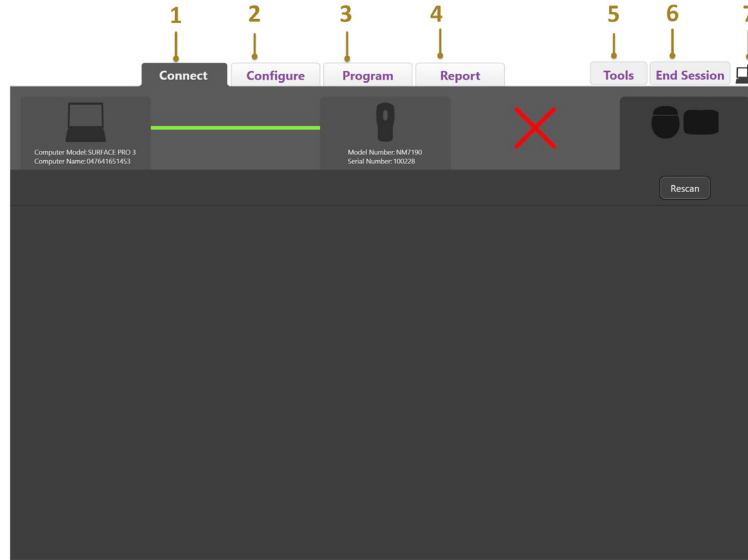 1 2 3 4 5 6 7
Connect Configure Program Report Tools End Session
Computer Model: SURFACE PRO 3
Computer Name: 047641651453
Model Number: NM7190
Serial Number: 100228
Rescan